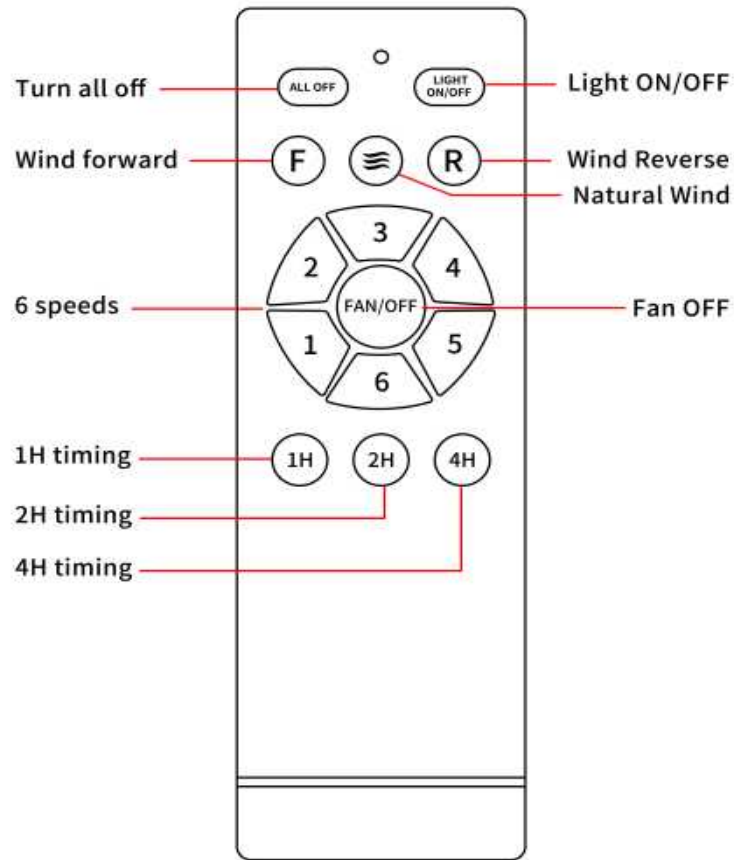 Turn all off
ALL OFF
LIGHT
ON/OFF
Light ON/OFF
Wind forward
F
R
Wind Reverse
Natural Wind
3
2
4
6 speeds
FAN/OFF
Fan OFF
1
5
6
1H timing
1H
2H
4H
2H timing
4H timing